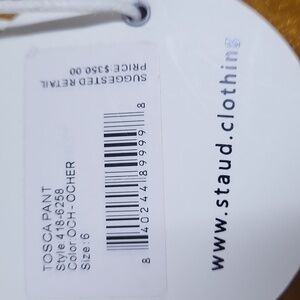 TOSCA PANT
Style:418-6258
Color:OCH-OCHER
Size:6
8 40244 89999 8
SUGGESTED RETAIL
PRICE $350.00
www.staud.clothing